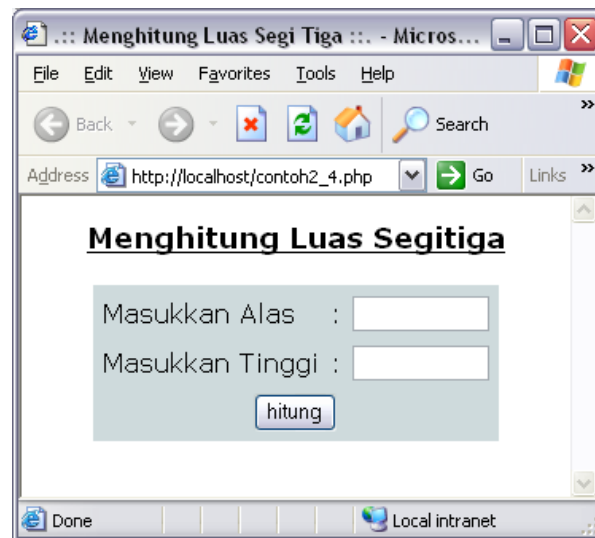 .:: Menghitung Luas Segi Tiga ::. - Micros...
File Edit View Favorites Tools Help
Back Search »
Address http://localhost/contoh2_4.php Go Links »
Menghitung Luas Segitiga
Masukkan Alas :
Masukkan Tinggi :
hitung
Done Local intranet